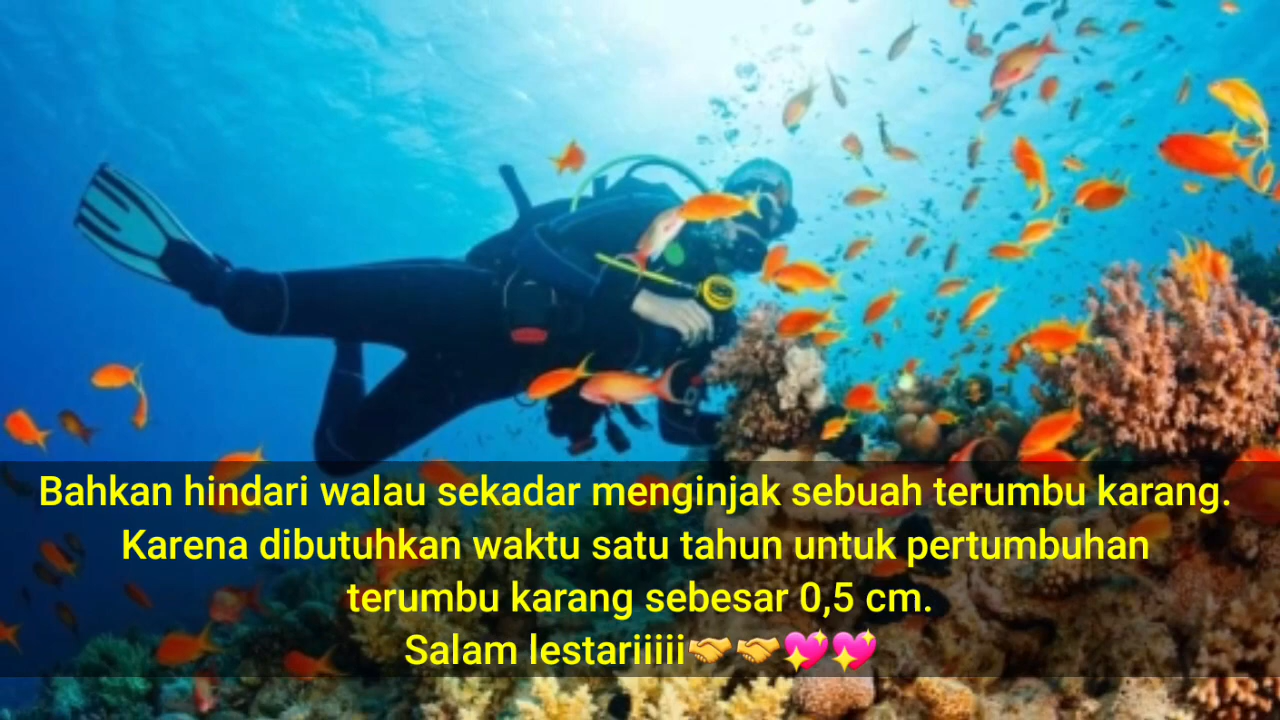 Bahkan hindari walau sekadar menginjak sebuah terumbu karang.
Karena dibutuhkan waktu satu tahun untuk pertumbuhan
terumbu karang sebesar 0,5 cm.
Salam lestariiiii🤝🤝💖💖